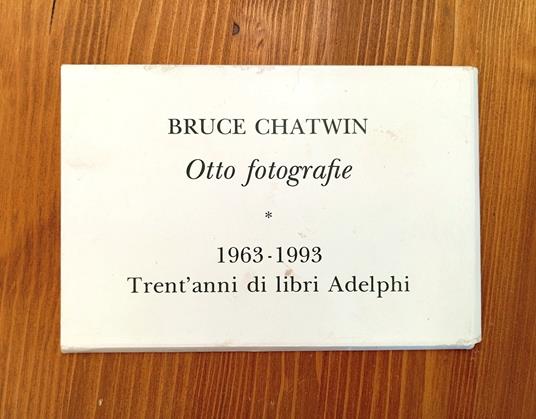 BRUCE CHATWIN
Otto fotografie
*
1963-1993
Trent'anni di libri Adelphi